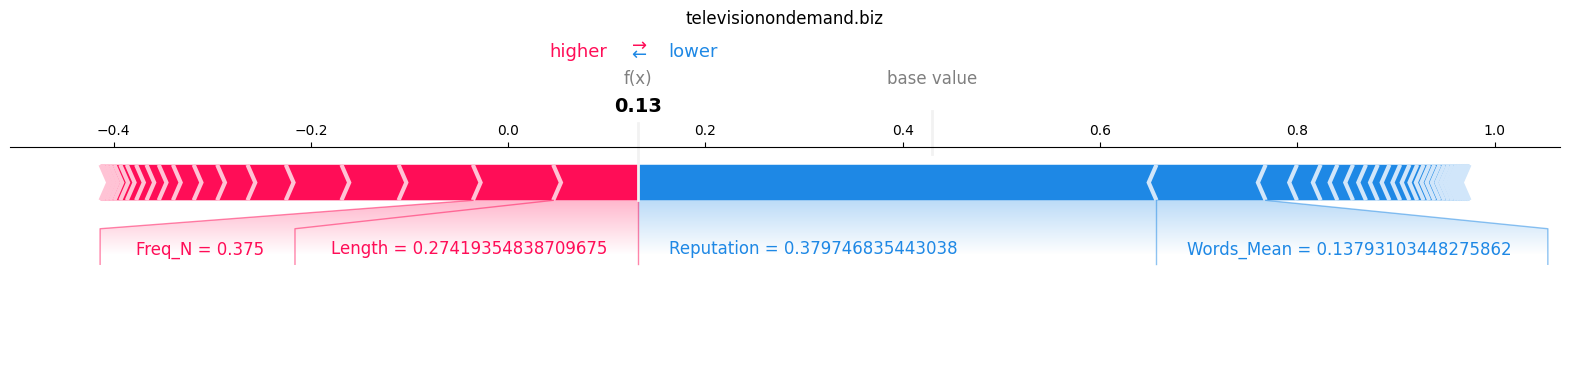 televisionondemand.biz
higher → ← lower
f(x) base value
0.13
−0.4 −0.2 0.0 0.2 0.4 0.6 0.8 1.0
Freq_N = 0.375 Length = 0.27419354838709675 Reputation = 0.379746835443038 Words_Mean = 0.13793103448275862